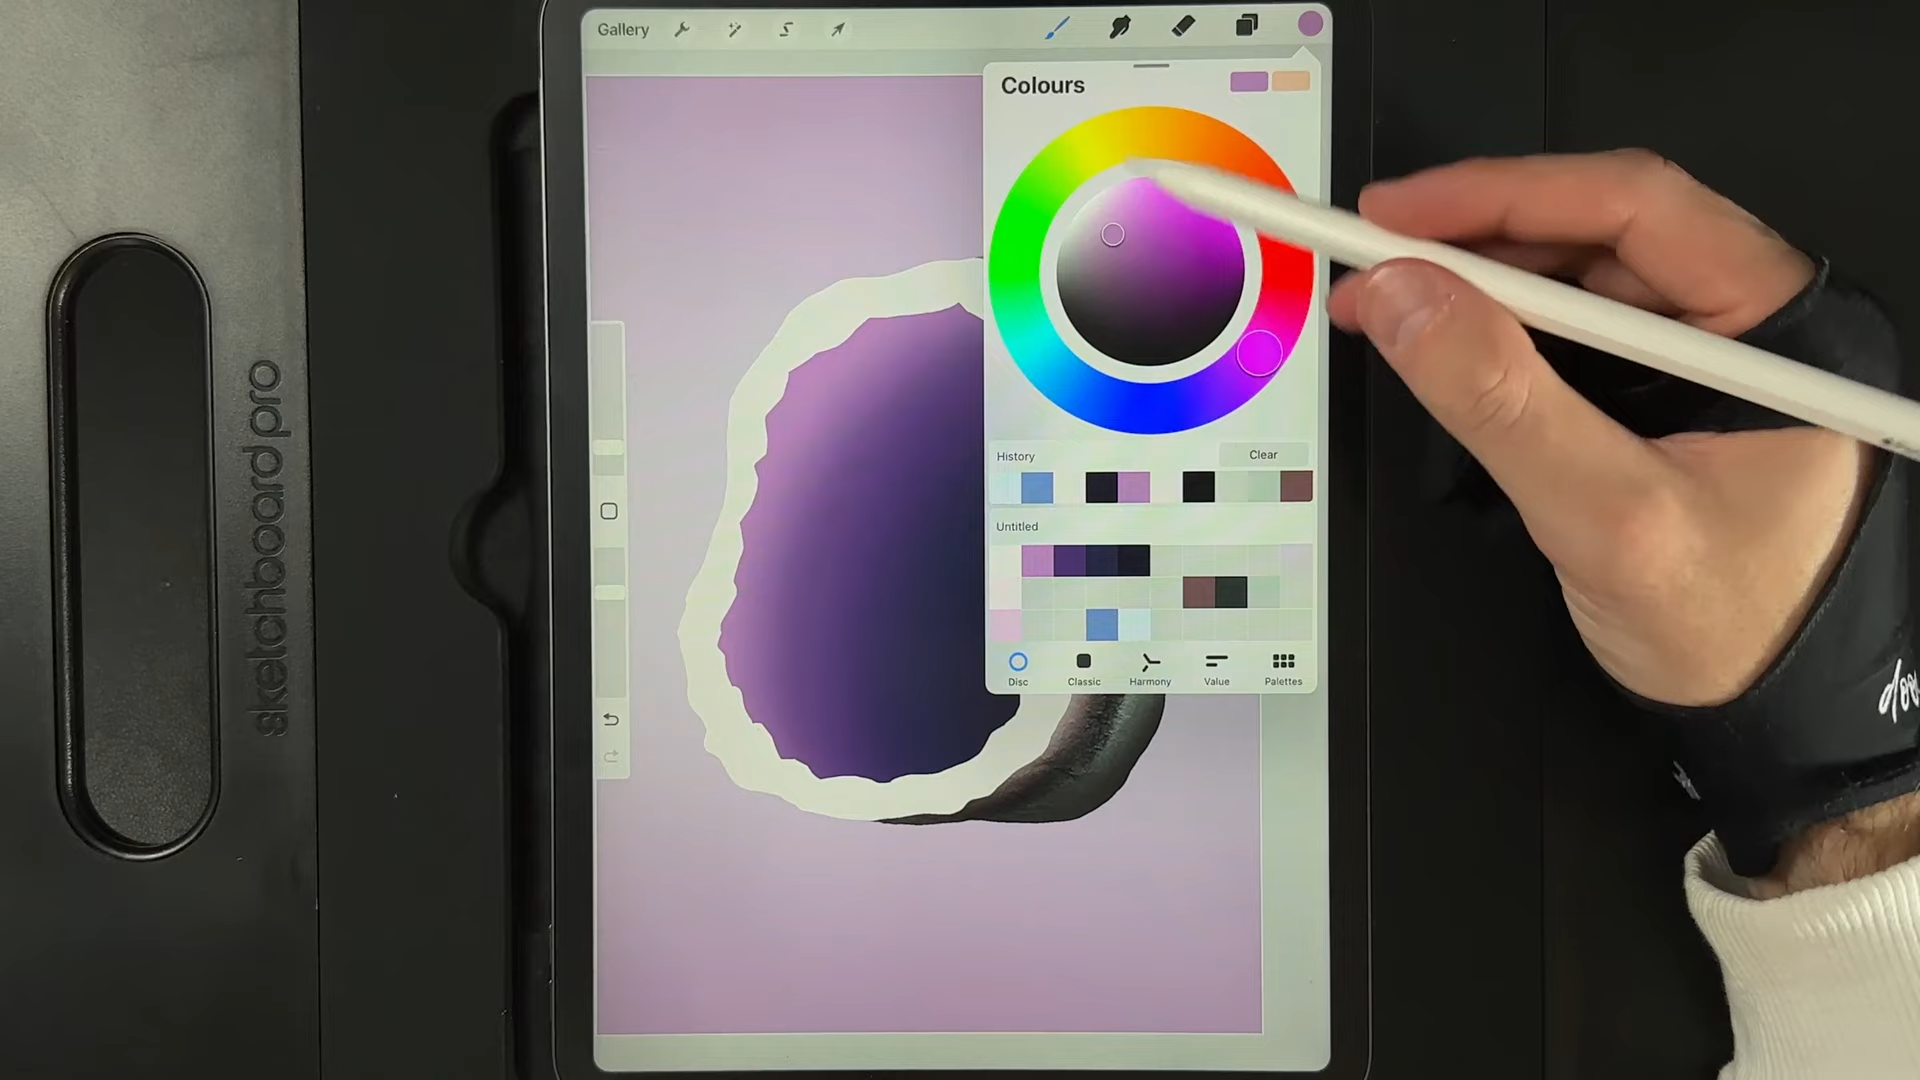 Gallery
Colours
History
Clear
Untitled
Disc
Classic
Harmony
Value
Palettes
sketchboard pro